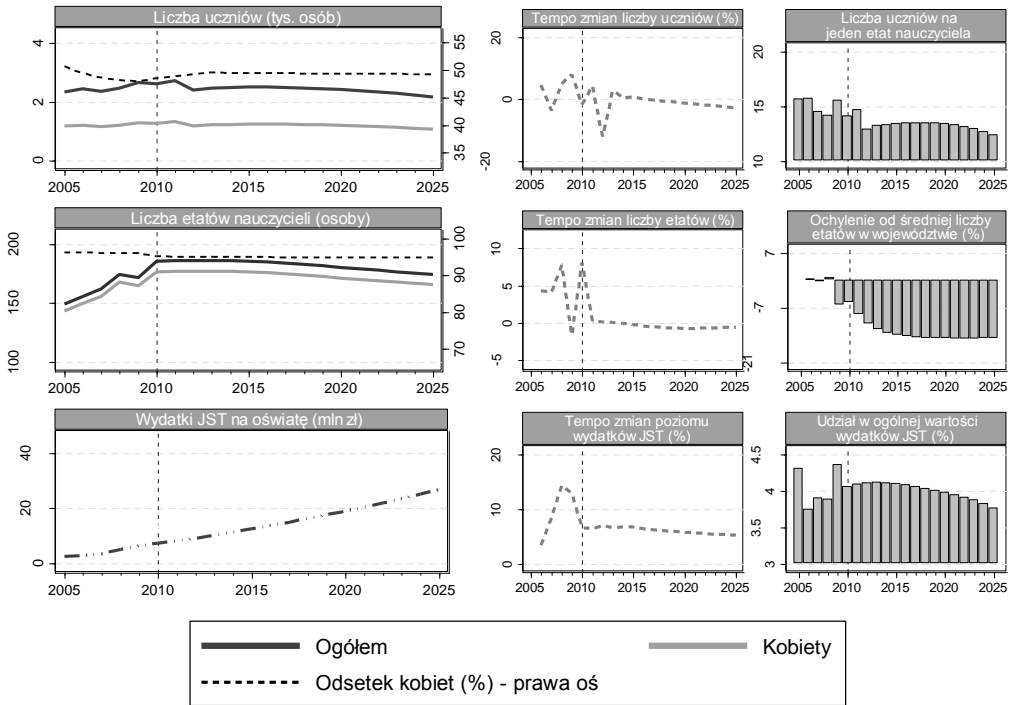 Liczba uczniów (tys. osób)
4
2
0
55
50
45
40
35
2005 2010 2015 2020 2025
Tempo zmian liczby uczniów (%)
20
0
-20
2005 2010 2015 2020 2025
Liczba uczniów na
jeden etat nauczyciela
20
15
10
2005 2010 2015 2020 2025
Liczba etatów nauczycieli (osoby)
200
150
100
100
90
80
70
2005 2010 2015 2020 2025
Tempo zmian liczby etatów (%)
10
5
0
-5
2005 2010 2015 2020 2025
Ochylenie od średniej liczby
etatów w województwie (%)
7
-7
-21
2005 2010 2015 2020 2025
Wydatki JST na oświatę (mln zł)
40
20
0
2005 2010 2015 2020 2025
Tempo zmian poziomu
wydatków JST (%)
20
10
0
2005 2010 2015 2020 2025
Udział w ogólnej wartości
wydatków JST (%)
4.5
4
3.5
3
2005 2010 2015 2020 2025
Ogółem
Kobiety
Odsetek kobiet (%) - prawa oś